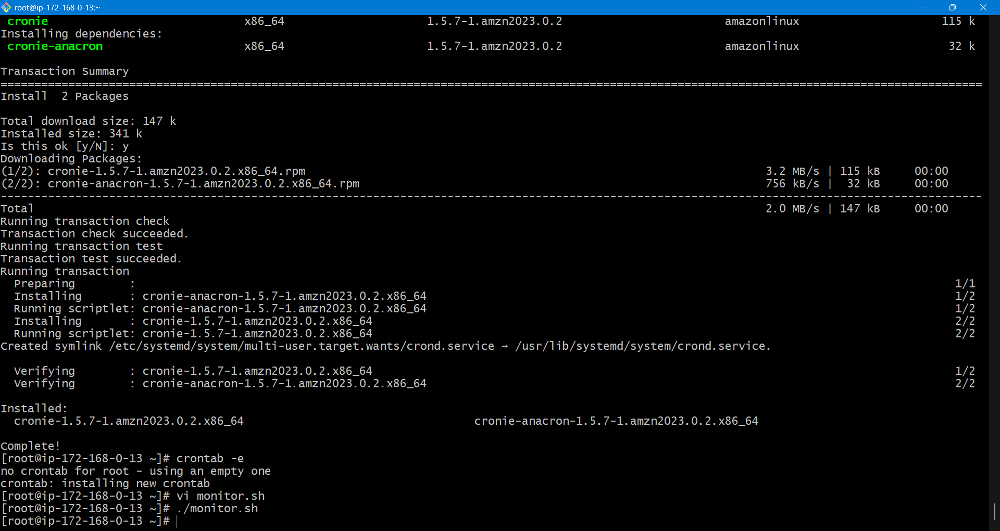 root@ip-172-168-0-13:~
cronie x86_64 1.5.7-1.amzn2023.0.2 amazonlinux 115 k
Installing dependencies:
cronie-anacron x86_64 1.5.7-1.amzn2023.0.2 amazonlinux 32 k
Transaction Summary
================================================================================
Install  2 Packages
Total download size: 147 k
Installed size: 341 k
Is this ok [y/N]: y
Downloading Packages:
(1/2): cronie-1.5.7-1.amzn2023.0.2.x86_64.rpm 3.2 MB/s | 115 kB 00:00
(2/2): cronie-anacron-1.5.7-1.amzn2023.0.2.x86_64.rpm 756 kB/s | 32 kB 00:00
--------------------------------------------------------------------------------
Total 2.0 MB/s | 147 kB 00:00
Running transaction check
Transaction check succeeded.
Running transaction test
Transaction test succeeded.
Running transaction
Preparing : 1/1
Installing : cronie-anacron-1.5.7-1.amzn2023.0.2.x86_64 1/2
Running scriptlet: cronie-anacron-1.5.7-1.amzn2023.0.2.x86_64 1/2
Installing : cronie-1.5.7-1.amzn2023.0.2.x86_64 2/2
Running scriptlet: cronie-1.5.7-1.amzn2023.0.2.x86_64 2/2
Created symlink /etc/systemd/system/multi-user.target.wants/crond.service → /usr/lib/systemd/system/crond.service.
Verifying : cronie-1.5.7-1.amzn2023.0.2.x86_64 1/2
Verifying : cronie-anacron-1.5.7-1.amzn2023.0.2.x86_64 2/2
Installed:
cronie-1.5.7-1.amzn2023.0.2.x86_64 cronie-anacron-1.5.7-1.amzn2023.0.2.x86_64
Complete!
[root@ip-172-168-0-13 ~]# crontab -e
no crontab for root - using an empty one
crontab: installing new crontab
[root@ip-172-168-0-13 ~]# vi monitor.sh
[root@ip-172-168-0-13 ~]# ./monitor.sh
[root@ip-172-168-0-13 ~]#